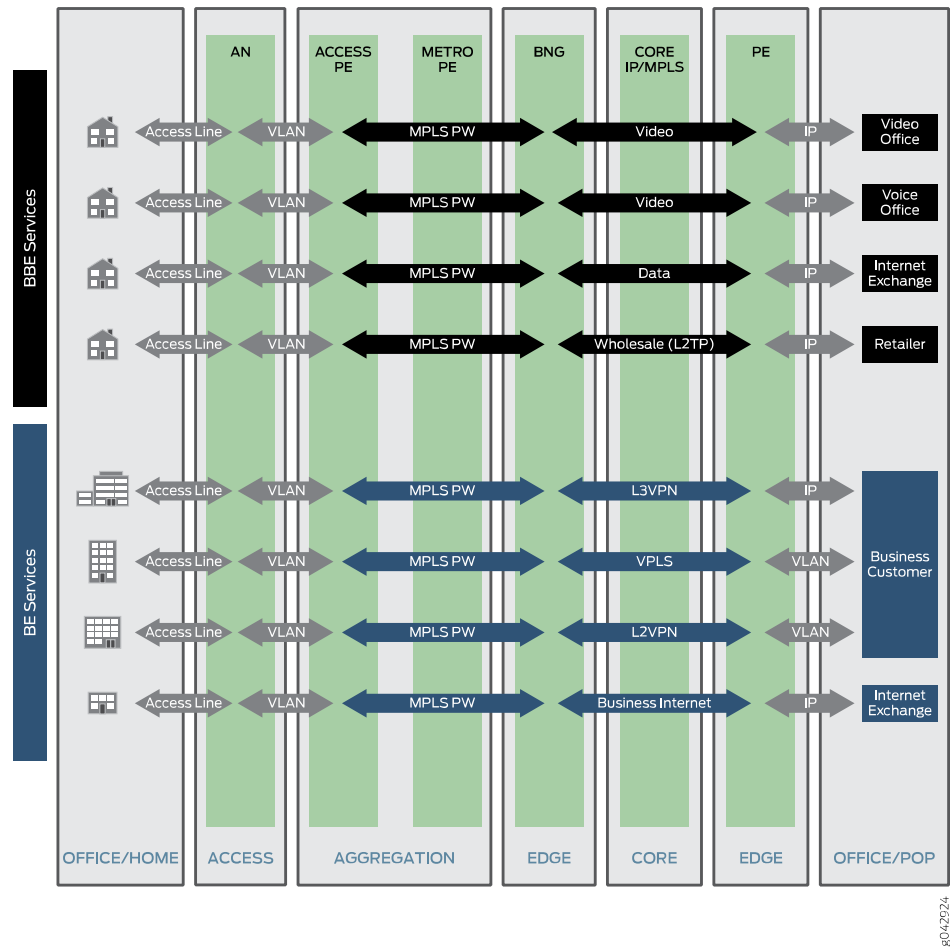 AN
ACCESS
PE
METRO
PE
BNG
CORE
IP/MPLS
PE
BBE Services
Access Line
VLAN
MPLS PW
Video
IP
Video
Office
Access Line
VLAN
MPLS PW
Video
IP
Voice
Office
Access Line
VLAN
MPLS PW
Data
IP
Internet
Exchange
Access Line
VLAN
MPLS PW
Wholesale (L2TP)
IP
Retailer
BE Services
Access Line
VLAN
MPLS PW
L3VPN
IP
Access Line
VLAN
MPLS PW
VPLS
VLAN
Business
Customer
Access Line
VLAN
MPLS PW
L2VPN
VLAN
Access Line
VLAN
MPLS PW
Business Internet
IP
Internet
Exchange
OFFICE/HOME
ACCESS
AGGREGATION
EDGE
CORE
EDGE
OFFICE/POP
g042924